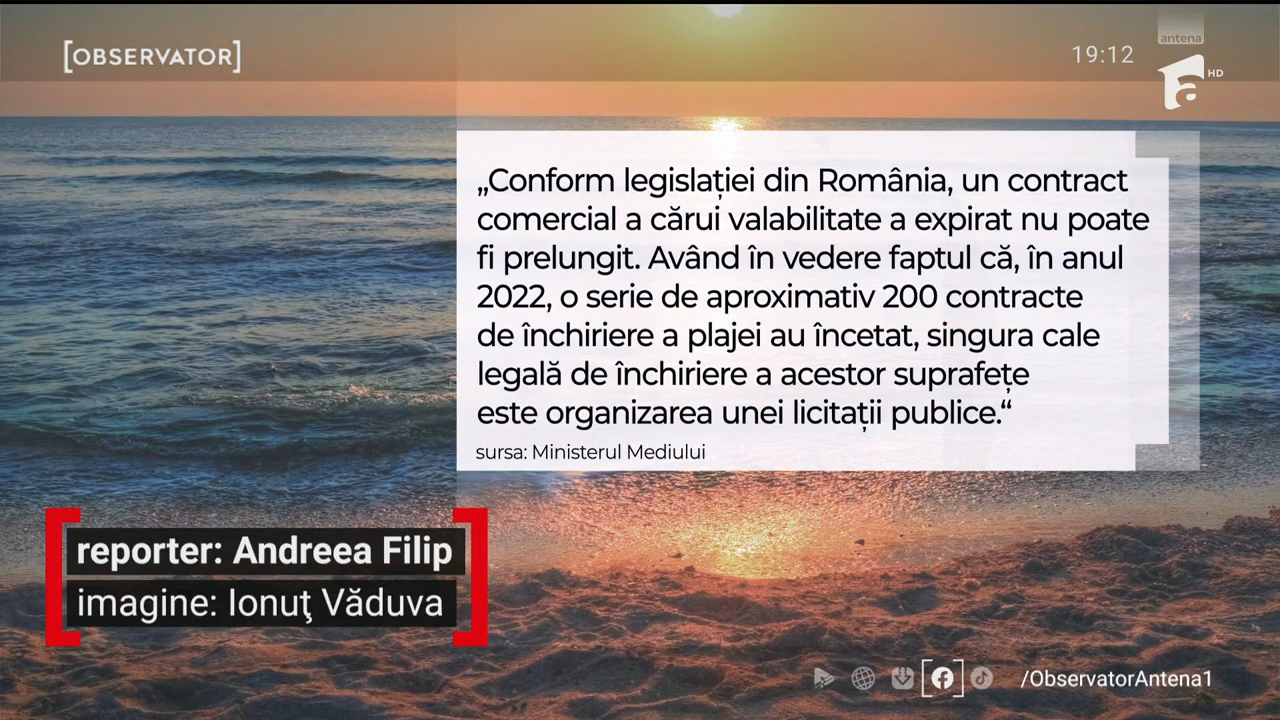 [OBSERVATOR]
19:12
antena
HD
„Conform legislației din România, un contract
comercial a cărui valabilitate a expirat nu poate
fi prelungit. Având în vedere faptul că, în anul
2022, o serie de aproximativ 200 contracte
de închiriere a plajei au încetat, singura cale
legală de închiriere a acestor suprafețe
este organizarea unei licitații publice.“
sursa: Ministerul Mediului
reporter: Andreea Filip
imagine: Ionuţ Văduva
/ObservatorAntena1